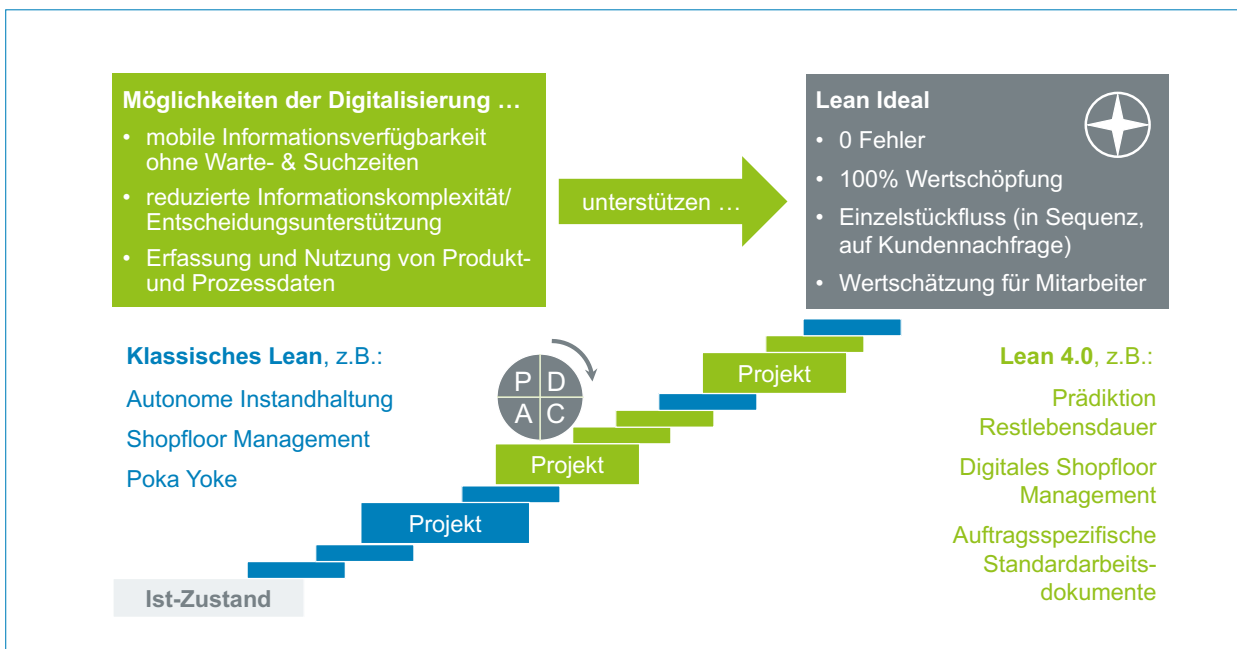 Möglichkeiten der Digitalisierung …
• mobile Informationsverfügbarkeit
ohne Warte- & Suchzeiten
• reduzierte Informationskomplexität/
Entscheidungsunterstützung
• Erfassung und Nutzung von Produkt-
und Prozessdaten
unterstützen …
Lean Ideal
• 0 Fehler
• 100% Wertschöpfung
• Einzelstückfluss (in Sequenz,
auf Kundennachfrage)
• Wertschätzung für Mitarbeiter
Klassisches Lean, z.B.:
Autonome Instandhaltung
Shopfloor Management
Poka Yoke
P D
A C
Projekt
Projekt
Projekt
Ist-Zustand
Lean 4.0, z.B.:
Prädiktion
Restlebensdauer
Digitales Shopfloor
Management
Auftragsspezifische
Standardarbeits-
dokumente